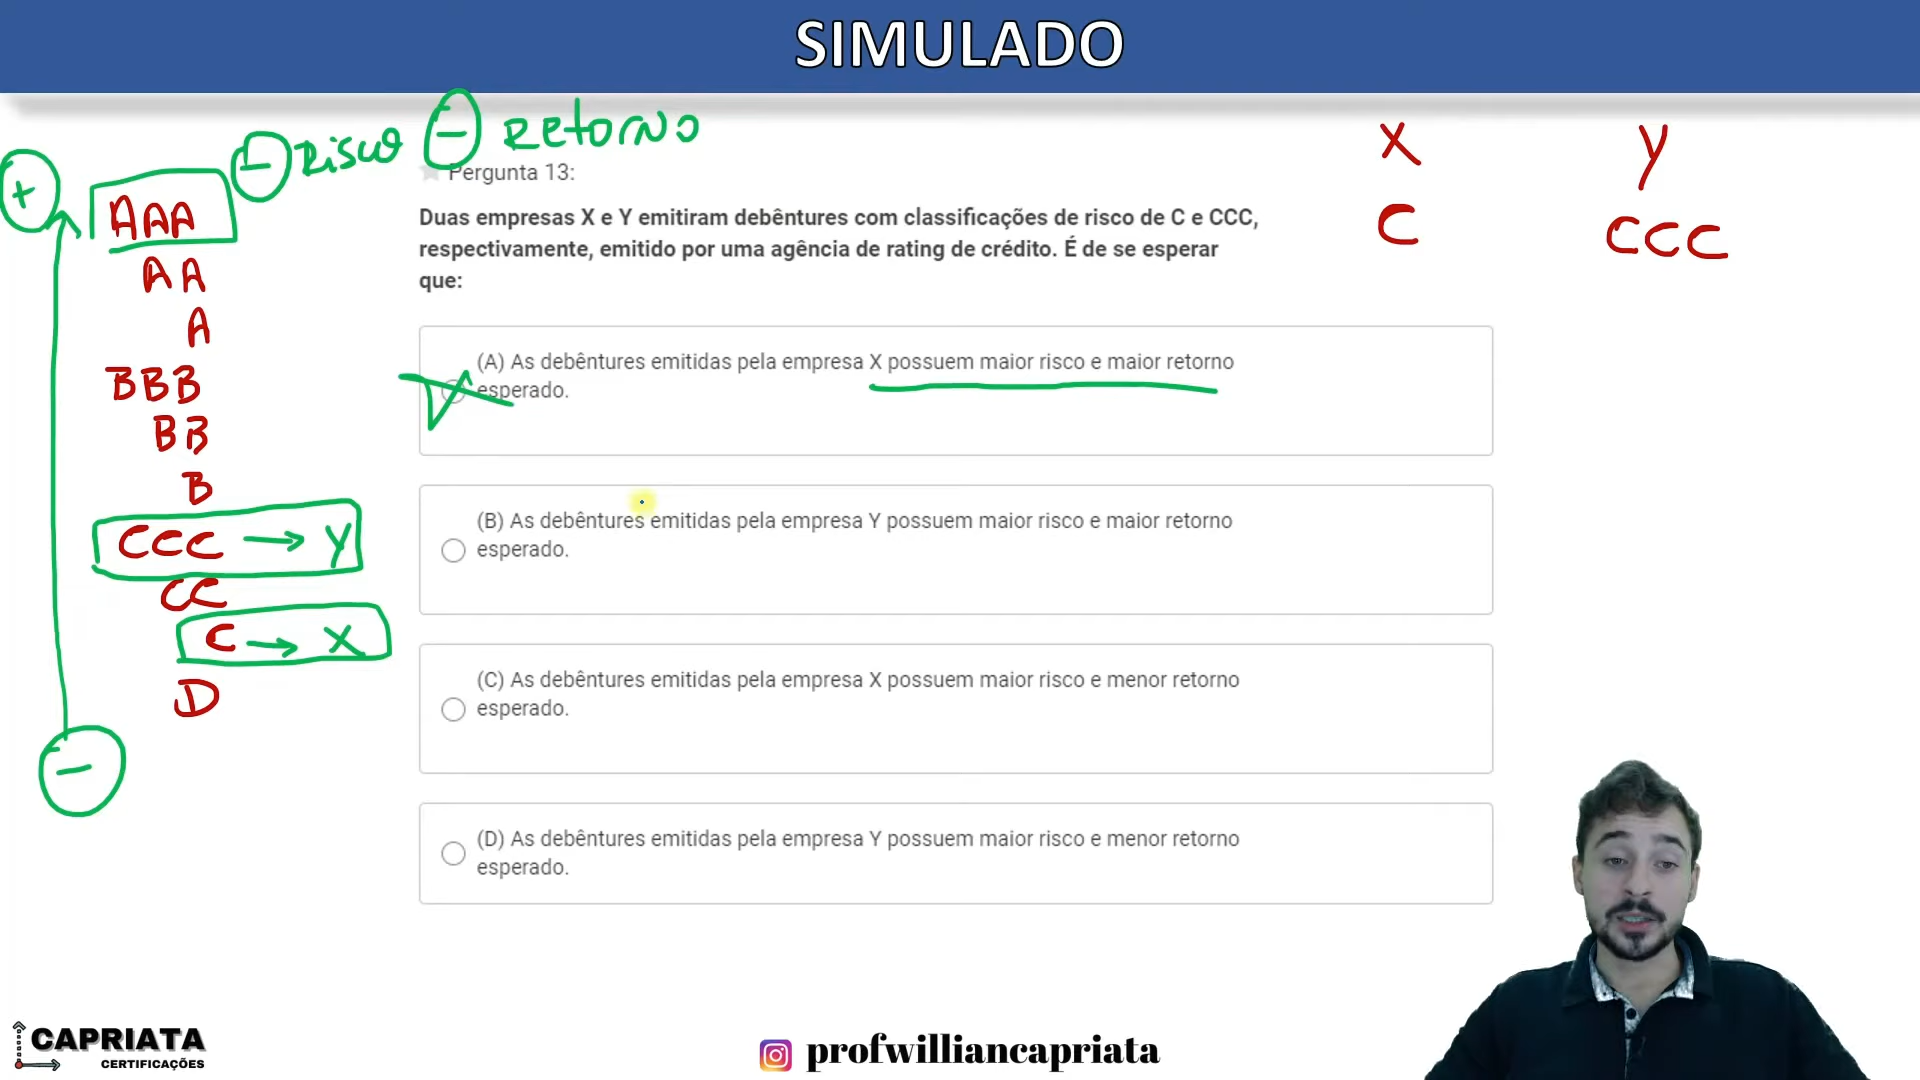 SIMULADO
- RISCO - RETORNO
X Y
+
Pergunta 13:
AAA
Duas empresas X e Y emitiram debêntures com classificações de risco de C e CCC,
C CCC
respectivamente, emitido por uma agência de rating de crédito. É de se esperar
que:
AA
A
(A) As debêntures emitidas pela empresa X possuem maior risco e maior retorno
esperado.
BBB
BB
B
(B) As debêntures emitidas pela empresa Y possuem maior risco e maior retorno
esperado.
CCC → Y
CC
C → X
D
(C) As debêntures emitidas pela empresa X possuem maior risco e menor retorno
esperado.
-
(D) As debêntures emitidas pela empresa Y possuem maior risco e menor retorno
esperado.
CAPRIATA
CERTIFICAÇÕES
profwilliancapriata